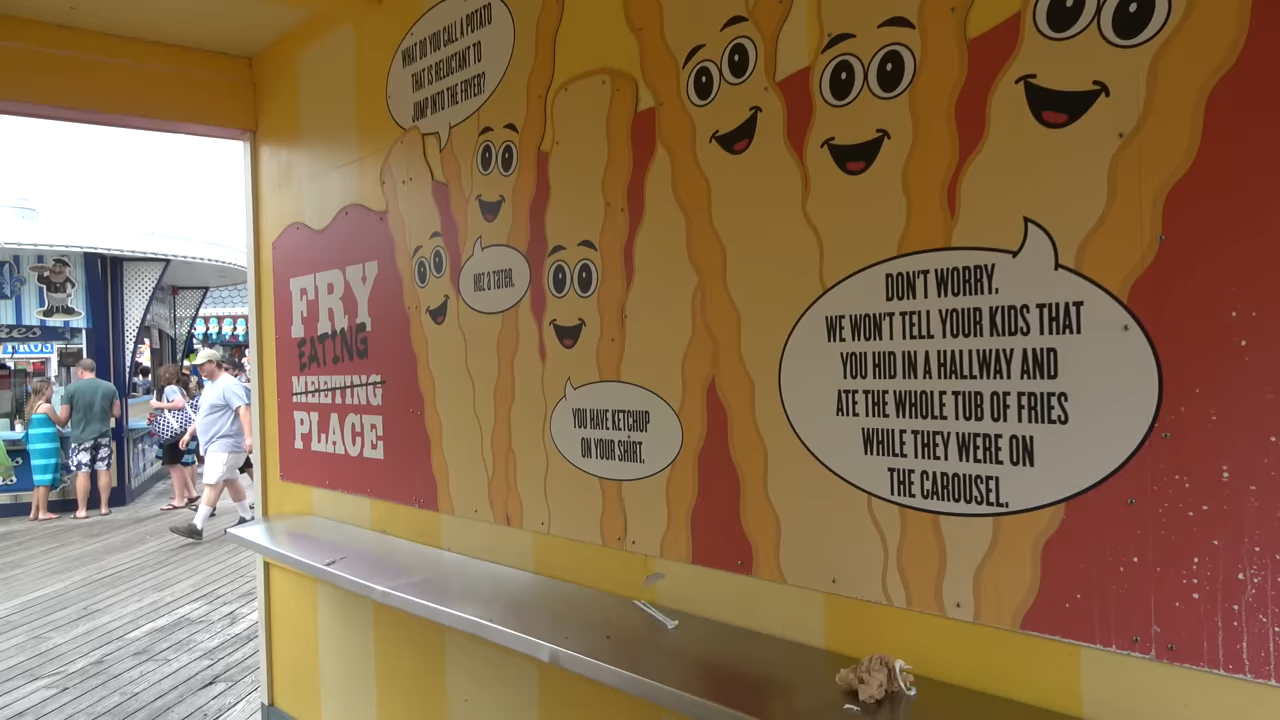 WHAT DO YOU CALL A POTATO
THAT IS RELUCTANT TO
JUMP INTO THE FRYER?
HEZ A TATER.
YOU HAVE KETCHUP
ON YOUR SHIRT.
DON'T WORRY.
WE WON'T TELL YOUR KIDS THAT
YOU HID IN A HALLWAY AND
ATE THE WHOLE TUB OF FRIES
WHILE THEY WERE ON
THE CAROUSEL.
FRY
EATING
MEETING
PLACE